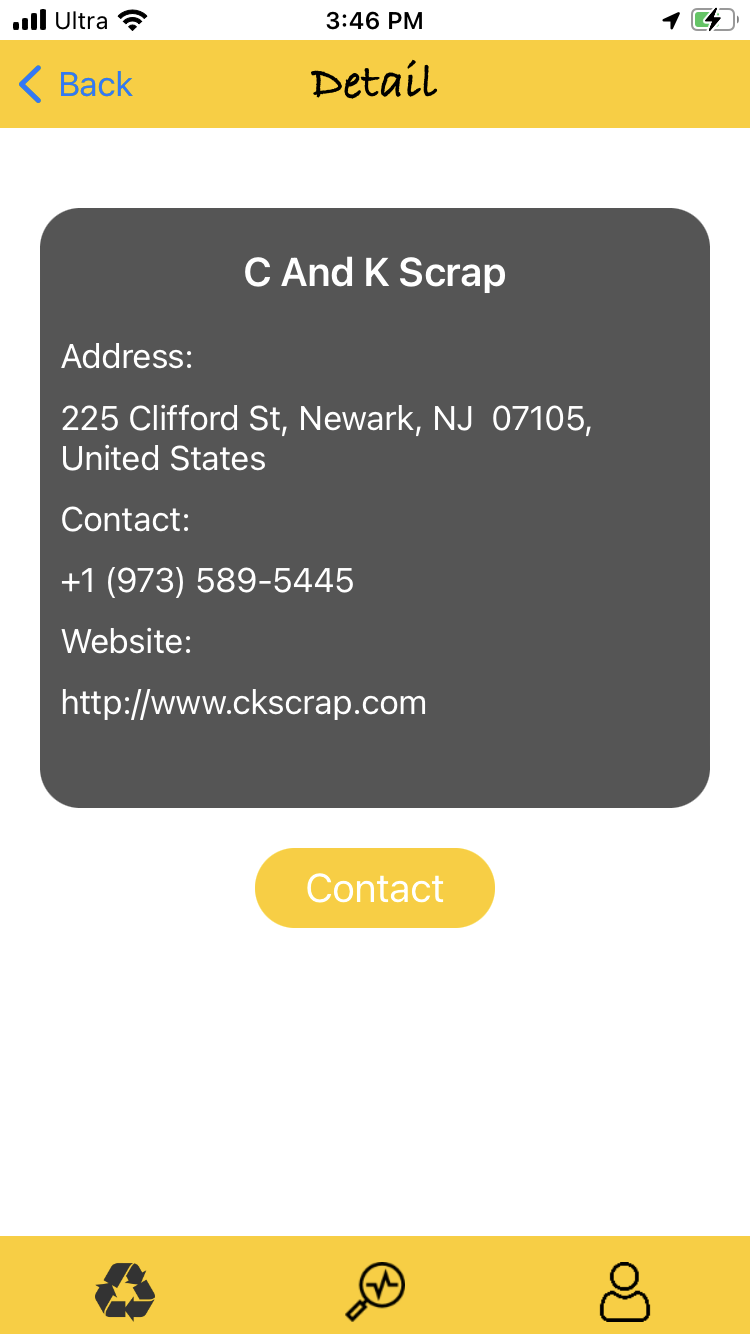 Ultra 3:46 PM
Back Detail
C And K Scrap
Address:
225 Clifford St, Newark, NJ  07105,
United States
Contact:
+1 (973) 589-5445
Website:
http://www.ckscrap.com
Contact